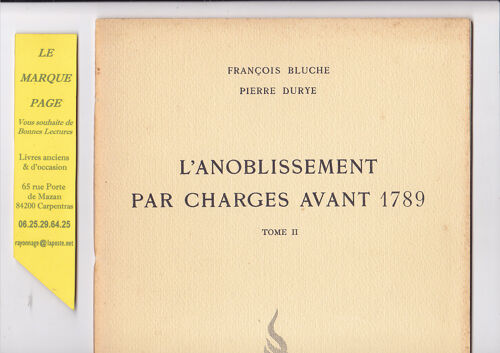 LE
MARQUE
PAGE
Vous souhaite de
Bonnes Lectures
Livres anciens
& d'occasion
65 rue Porte
de Mazan
84200 Carpentras
06.25.29.64.25
rayonnage@laposte.net
FRANÇOIS BLUCHE
PIERRE DURYE
L'ANOBLISSEMENT
PAR CHARGES AVANT 1789
TOME II